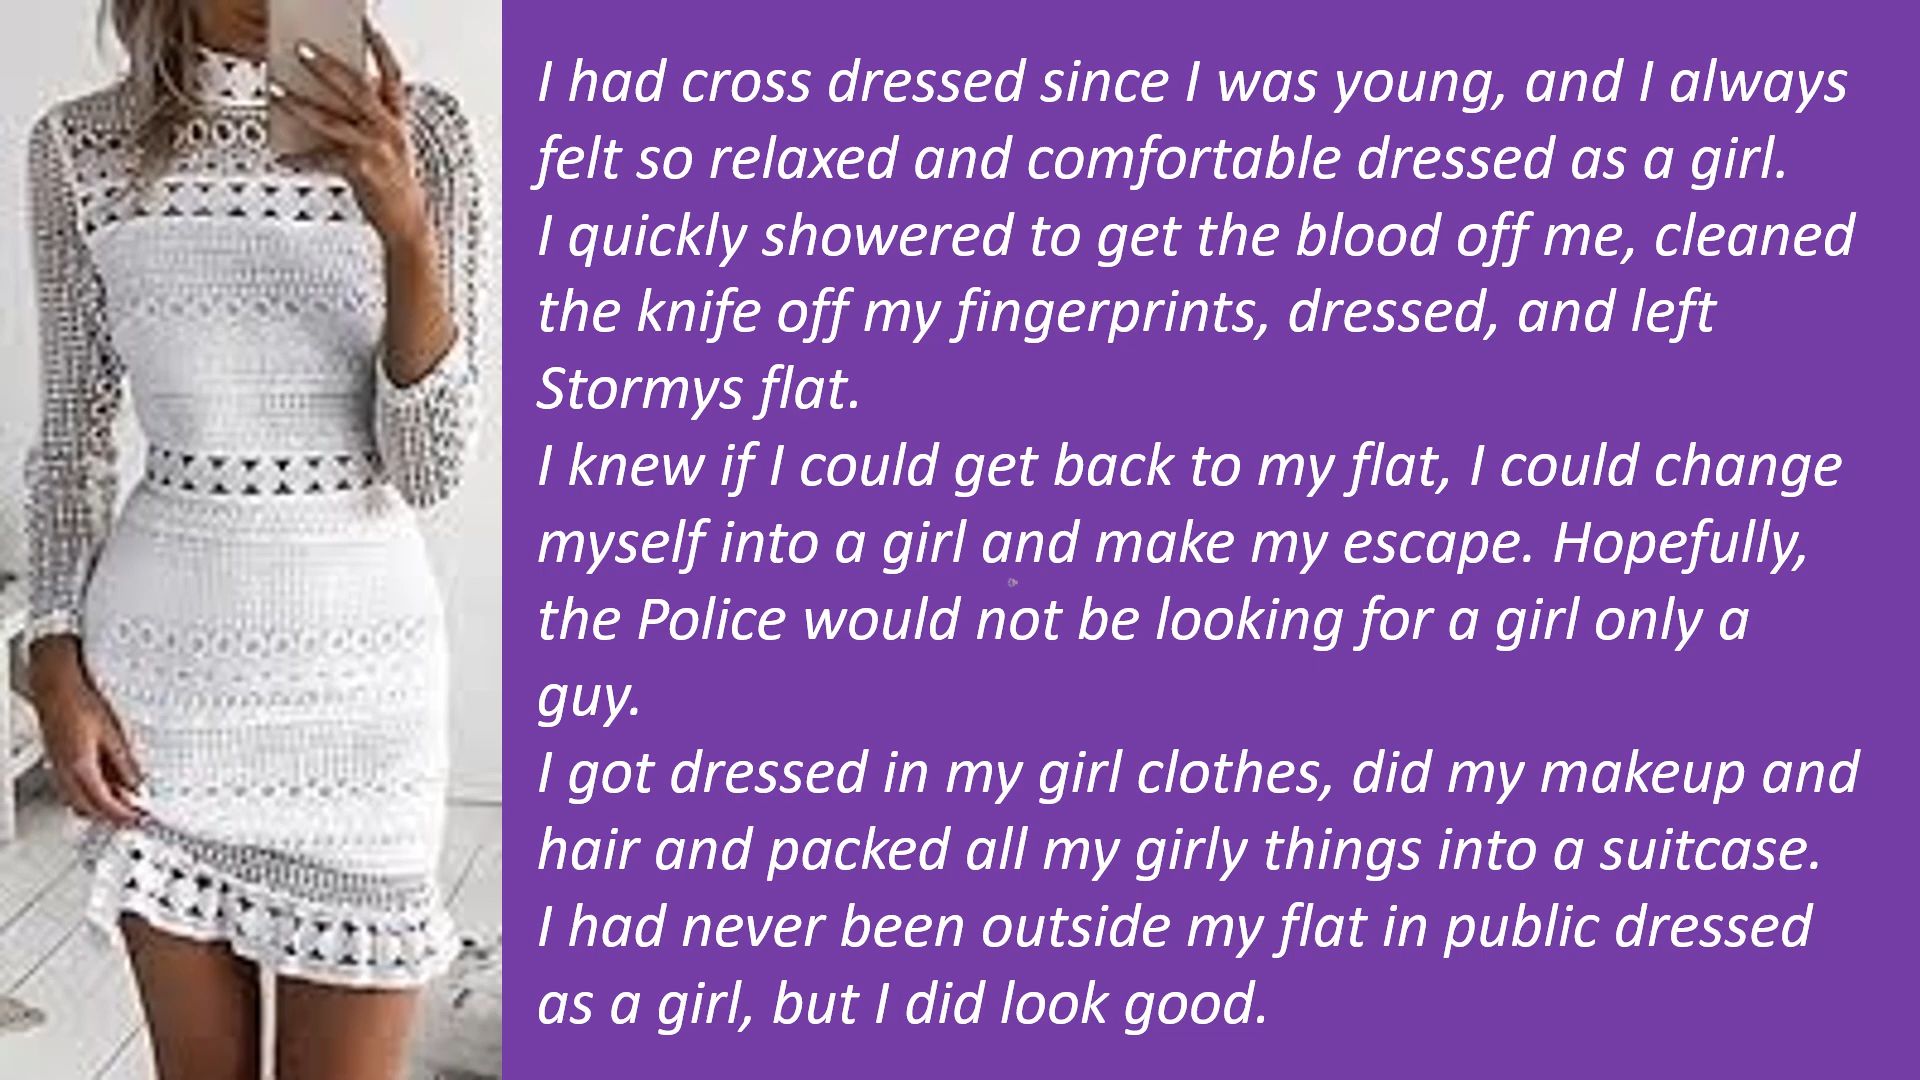 I had cross dressed since I was young, and I always
felt so relaxed and comfortable dressed as a girl.
I quickly showered to get the blood off me, cleaned
the knife off my fingerprints, dressed, and left
Stormys flat.
I knew if I could get back to my flat, I could change
myself into a girl and make my escape. Hopefully,
the Police would not be looking for a girl only a
guy.
I got dressed in my girl clothes, did my makeup and
hair and packed all my girly things into a suitcase.
I had never been outside my flat in public dressed
as a girl, but I did look good.